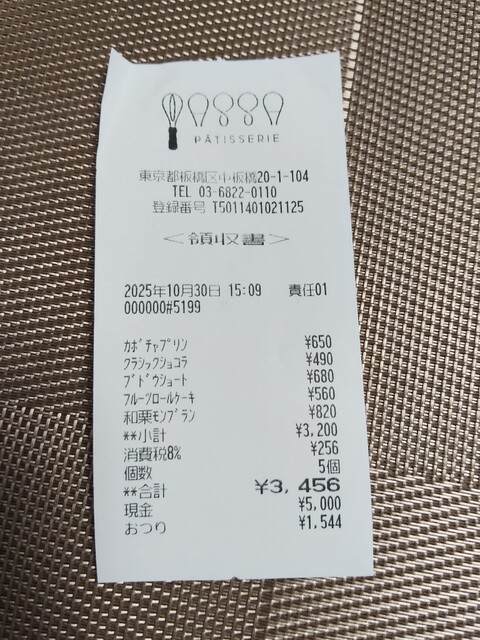 PÂTISSERIE
東京都板橋区中板橋20-1-104
TEL 03-6822-0110
登録番号 T5011401021125
＜領収書＞
2025年10月30日 15:09 責任01
000000#5199
ｶﾎﾞﾁｬﾌﾟﾘﾝ ¥650
ｸﾗｼｯｸｼｮｺﾗ ¥490
ﾌﾞﾄﾞｳｼｮｰﾄ ¥680
ﾌﾙｰﾂﾛｰﾙｹｰｷ ¥560
和栗ﾓﾝﾌﾞﾗﾝ ¥820
**小計 ¥3,200
消費税8% ¥256
個数 5個
**合計 ¥3,456
現金 ¥5,000
おつり ¥1,544